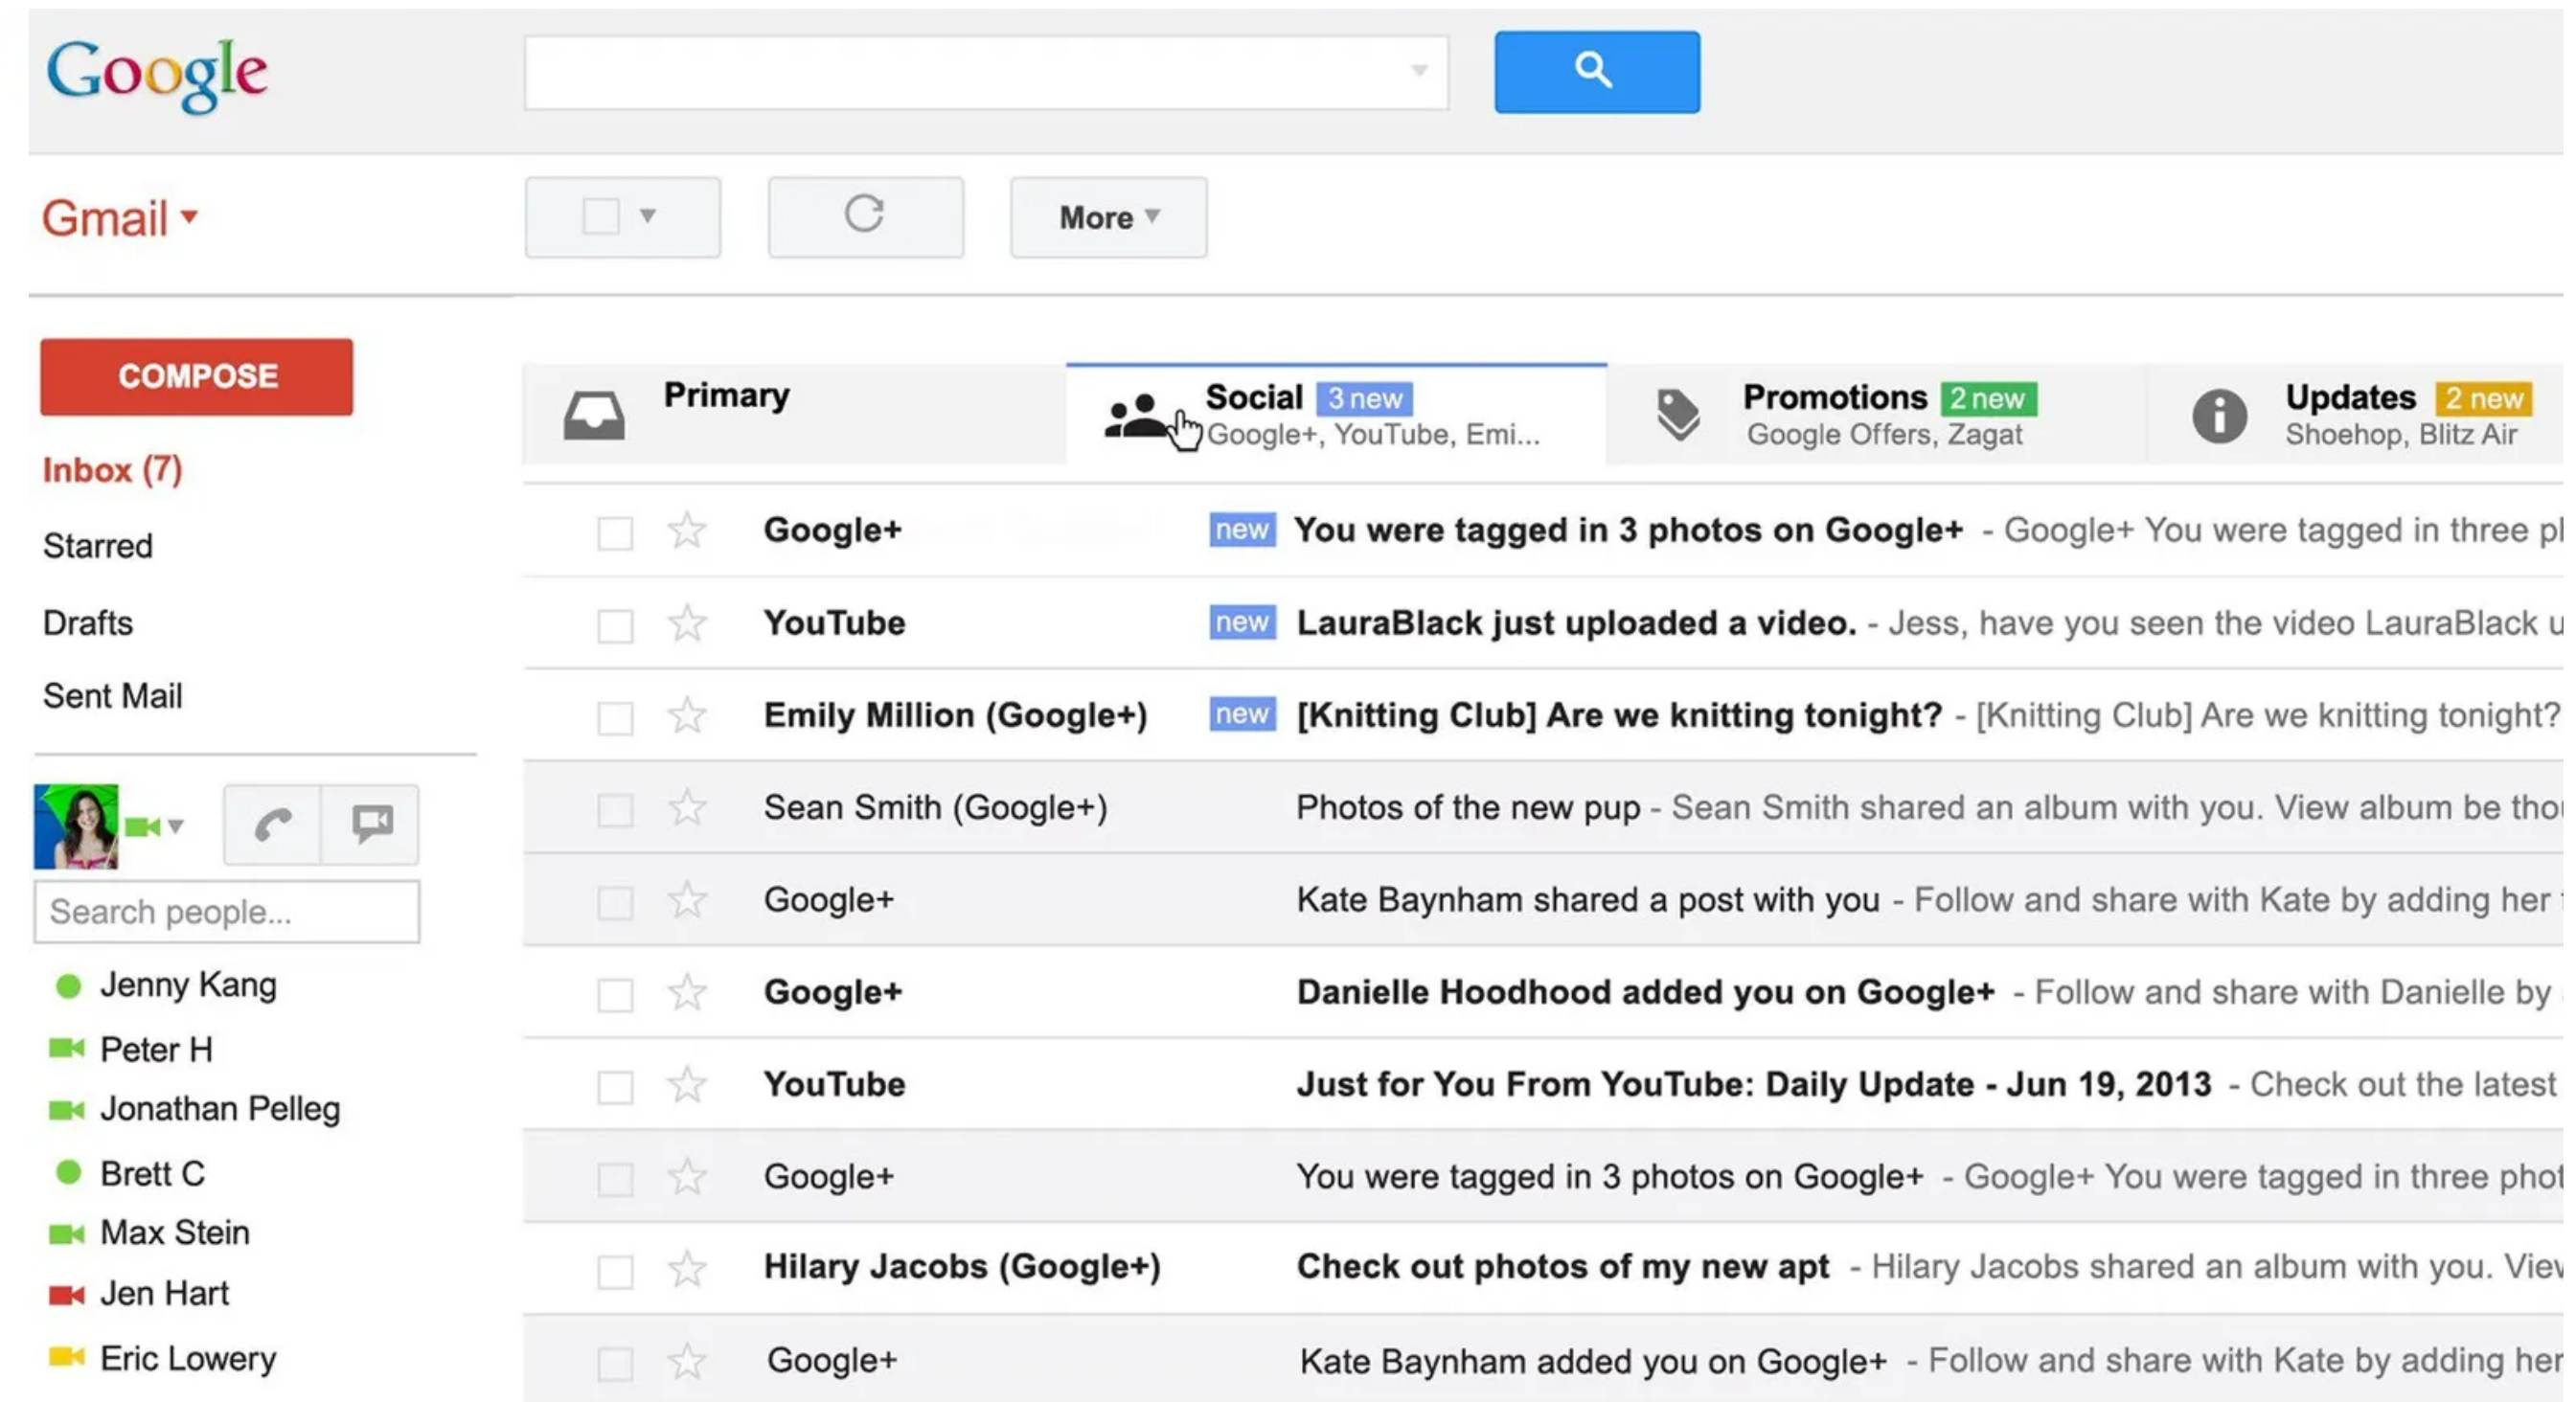 Google
Gmail
More
COMPOSE
Inbox (7)
Starred
Drafts
Sent Mail
Search people...
Jenny Kang
Peter H
Jonathan Pelleg
Brett C
Max Stein
Jen Hart
Eric Lowery
Primary
Social 3 new
Google+, YouTube, Emi...
Promotions 2 new
Google Offers, Zagat
Updates 2 new
Shoehop, Blitz Air
Google+ new You were tagged in 3 photos on Google+ - Google+ You were tagged in three
YouTube new LauraBlack just uploaded a video. - Jess, have you seen the video LauraBlack
Emily Million (Google+) new [Knitting Club] Are we knitting tonight? - [Knitting Club] Are we knitting tonight?
Sean Smith (Google+) Photos of the new pup - Sean Smith shared an album with you. View album be
Google+ Kate Baynham shared a post with you - Follow and share with Kate by adding her
Google+ Danielle Hoodhood added you on Google+ - Follow and share with Danielle by
YouTube Just for You From YouTube: Daily Update - Jun 19, 2013 - Check out the latest
Google+ You were tagged in 3 photos on Google+ - Google+ You were tagged in three
Hilary Jacobs (Google+) Check out photos of my new apt - Hilary Jacobs shared an album with you.
Google+ Kate Baynham added you on Google+ - Follow and share with Kate by adding her